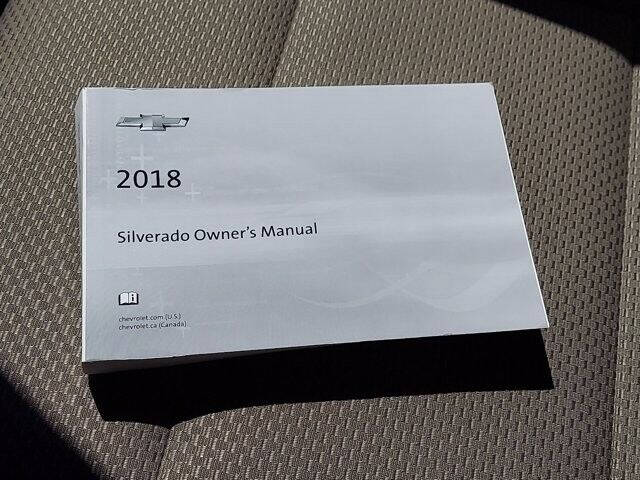 2018
Silverado Owner's Manual
chevrolet.com (U.S.)
chevrolet.ca (Canada)